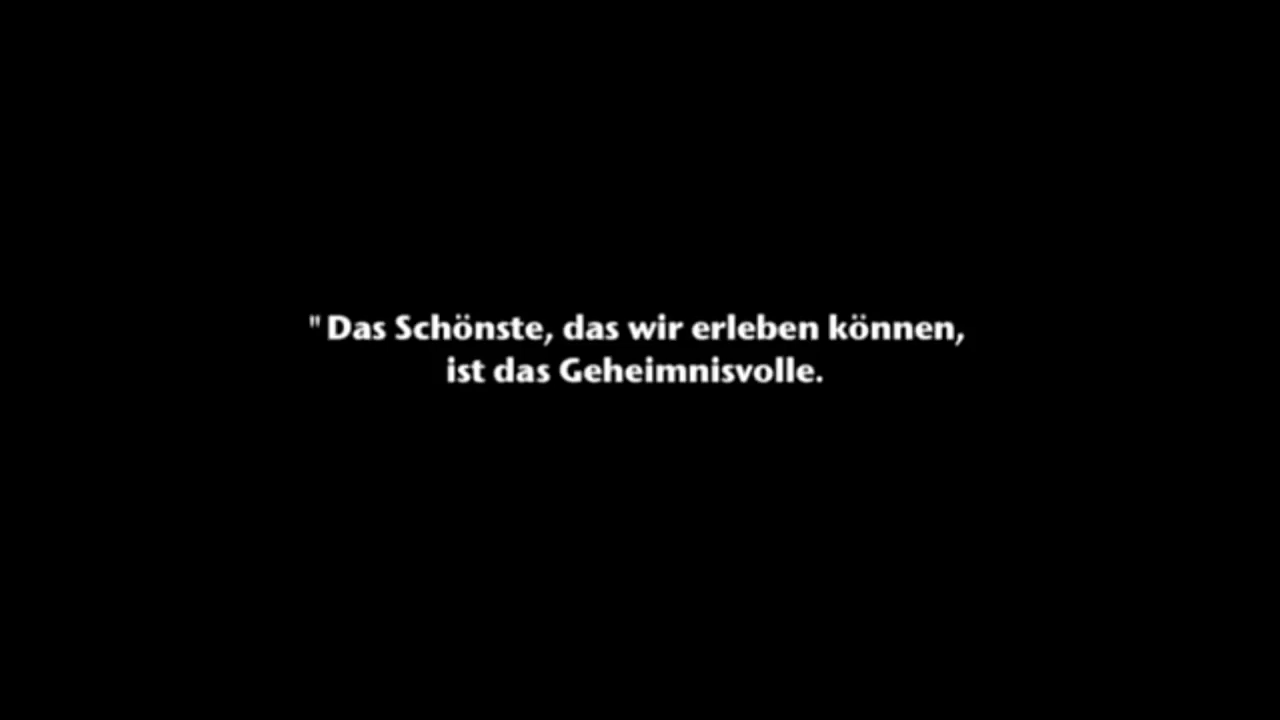 "Das Schönste, das wir erleben können,
ist das Geheimnisvolle.